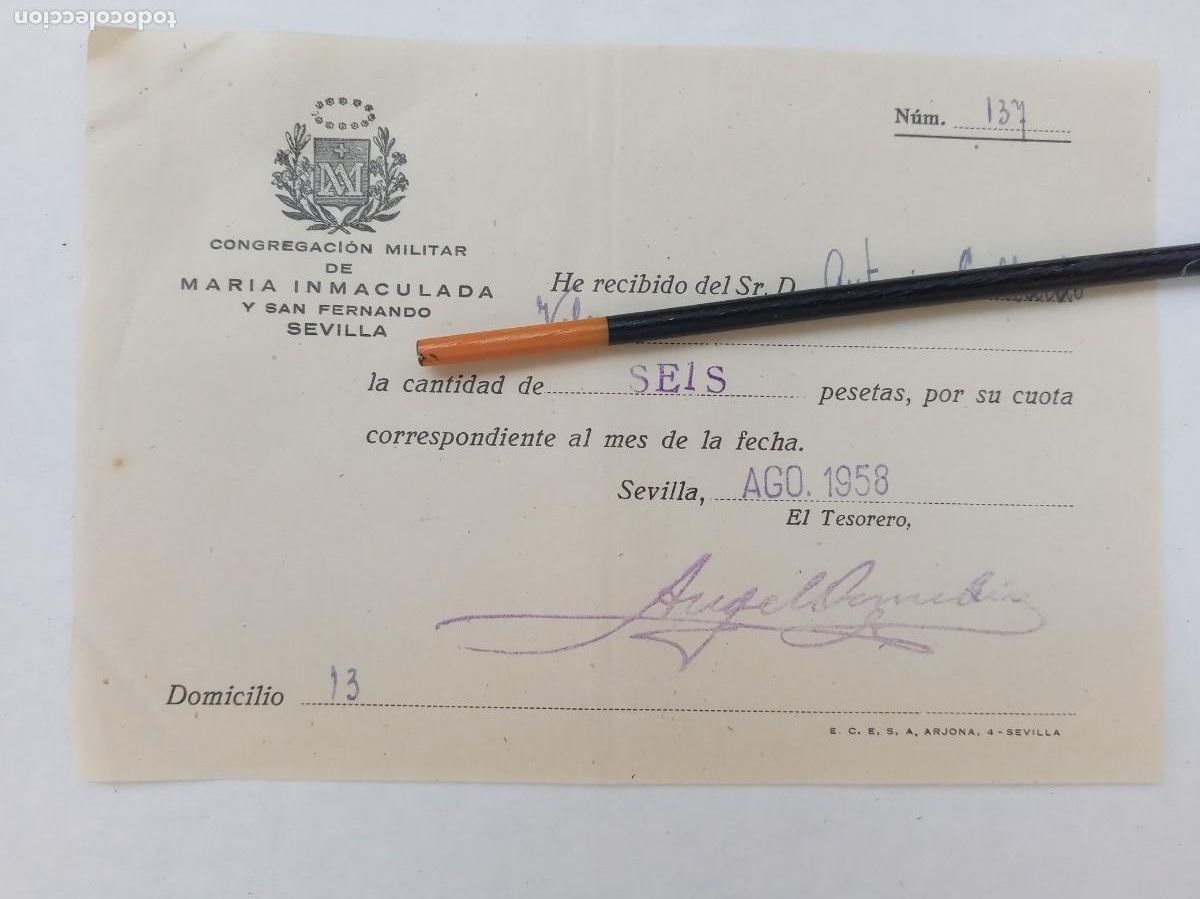 todocoleccion
Núm. 137
CONGREGACIÓN MILITAR
DE
MARIA INMACULADA
Y SAN FERNANDO
SEVILLA
He recibido del Sr. D.
la cantidad de SEIS pesetas, por su cuota
correspondiente al mes de la fecha.
Sevilla, AGO. 1958
El Tesorero,
Angel
Domicilio 13
E. C. E. S. A. ARJONA, 4 - SEVILLA